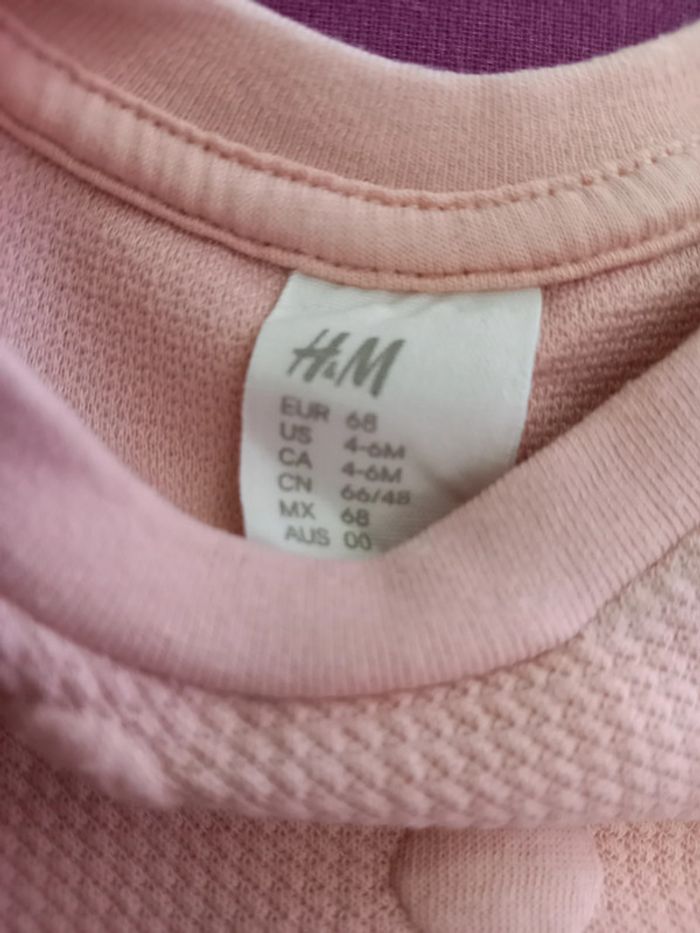 H&M
EUR 68
US 4-6M
CA 4-6M
CN 66/48
MX 68
AUS 00